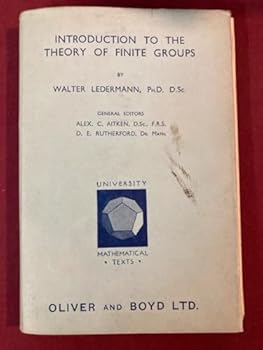 INTRODUCTION TO THE
THEORY OF FINITE GROUPS
BY
WALTER LEDERMANN, PH.D. D.Sc.
GENERAL EDITORS
ALEX. C. AITKEN, D.Sc., F.R.S.
D. E. RUTHERFORD, DR. MATH.
UNIVERSITY
MATHEMATICAL
• TEXTS •
OLIVER AND BOYD LTD.